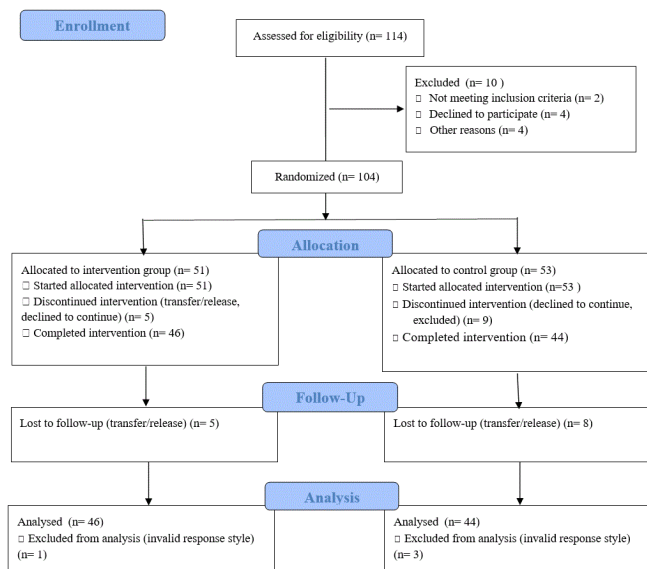 Enrollment
Assessed for eligibility (n= 114)
Excluded (n= 10 )
▯ Not meeting inclusion criteria (n= 2)
▯ Declined to participate (n= 4)
▯ Other reasons (n= 4)
Randomized (n= 104)
Allocation
Allocated to intervention group (n= 51)
▯ Started allocated intervention (n= 51)
▯ Discontinued intervention (transfer/release,
declined to continue) (n= 5)
▯ Completed intervention (n= 46)
Allocated to control group (n= 53)
▯ Started allocated intervention (n=53 )
▯ Discontinued intervention (declined to continue,
excluded) (n= 9)
▯ Completed intervention (n= 44)
Follow-Up
Lost to follow-up (transfer/release) (n= 5)
Lost to follow-up (transfer/release) (n= 8)
Analysis
Analysed (n= 46)
▯ Excluded from analysis (invalid response style)
(n= 1)
Analysed (n= 44)
▯ Excluded from analysis (invalid response style)
(n= 3)